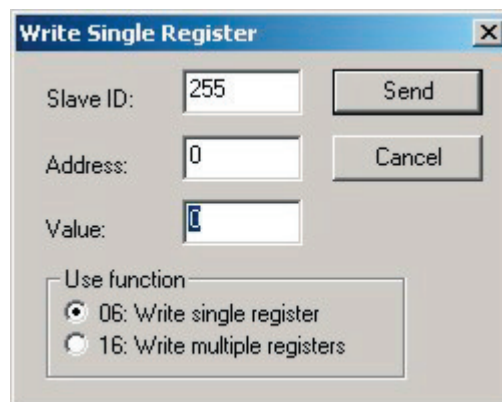 Write Single Register
Slave ID: 255 Send
Address: 0 Cancel
Value: 0
Use function
06: Write single register
16: Write multiple registers